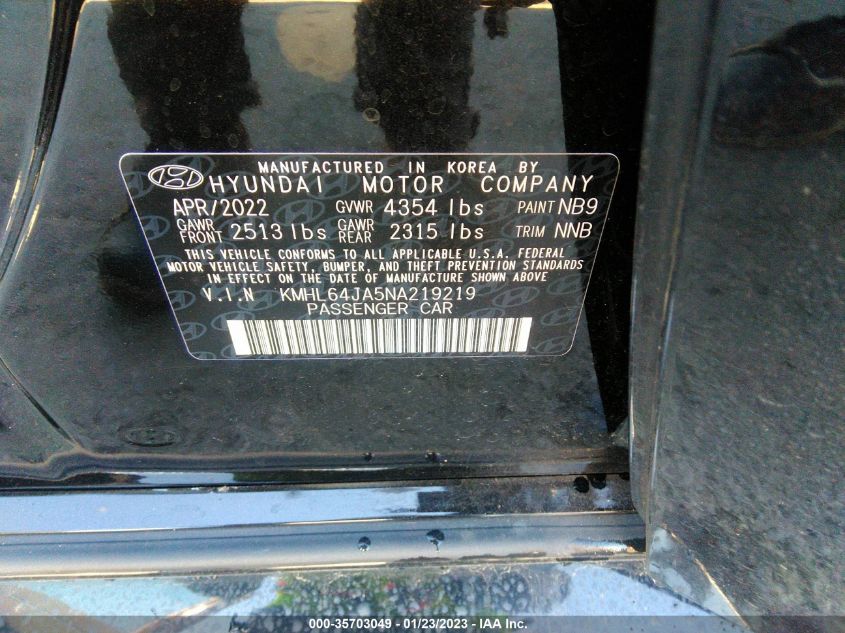 MANUFACTURED IN KOREA BY
HYUNDAI MOTOR COMPANY
APR/2022 GVWR 4354 lbs PAINT NB9
GAWR FRONT 2513 lbs GAWR REAR 2315 lbs TRIM NNB
THIS VEHICLE CONFORMS TO ALL APPLICABLE U.S.A. FEDERAL
MOTOR VEHICLE SAFETY, BUMPER, AND THEFT PREVENTION STANDARDS
IN EFFECT ON THE DATE OF MANUFACTURE SHOWN ABOVE
V.I.N KMHL64JA5NA219219
PASSENGER CAR
000-35703049 - 01/23/2023 - IAA Inc.